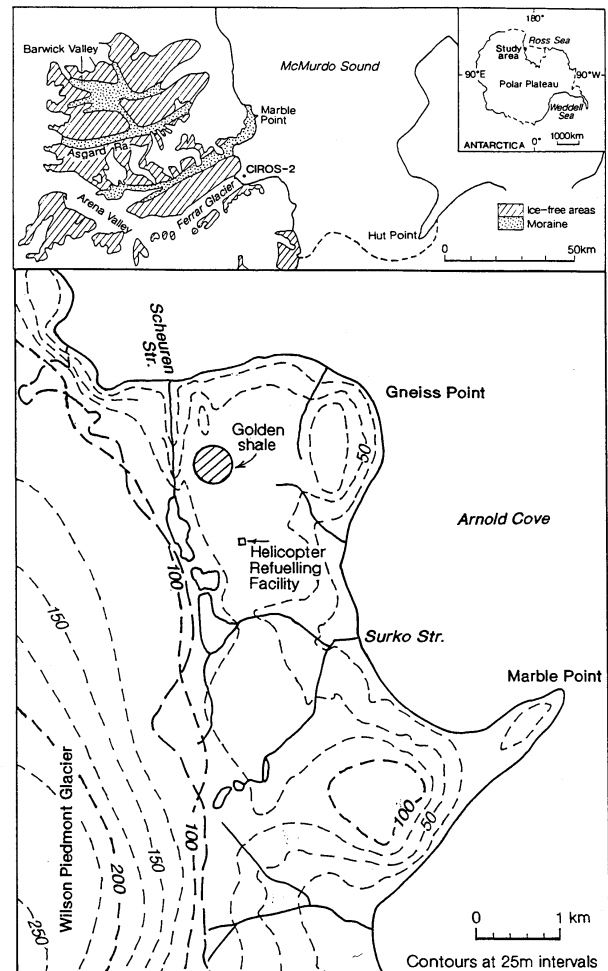 Barwick Valley
McMurdo Sound
Marble
Point
Asgard Ra.
CIROS-2
Ferrar Glacier
Arena Valley
Hut Point
180°
Ross Sea
Study
area
90°E
90°W
Polar Plateau
Weddell
Sea
0°
1000km
ANTARCTICA
Ice-free areas
Moraine
0
50km
Scheuren
Str.
Gneiss Point
Golden
shale
50
Arnold Cove
Helicopter
Refuelling
Facility
100
150
Surko Str.
Marble Point
Wilson Piedmont Glacier
150
100
100
50
200
250
0
1 km
Contours at 25m intervals